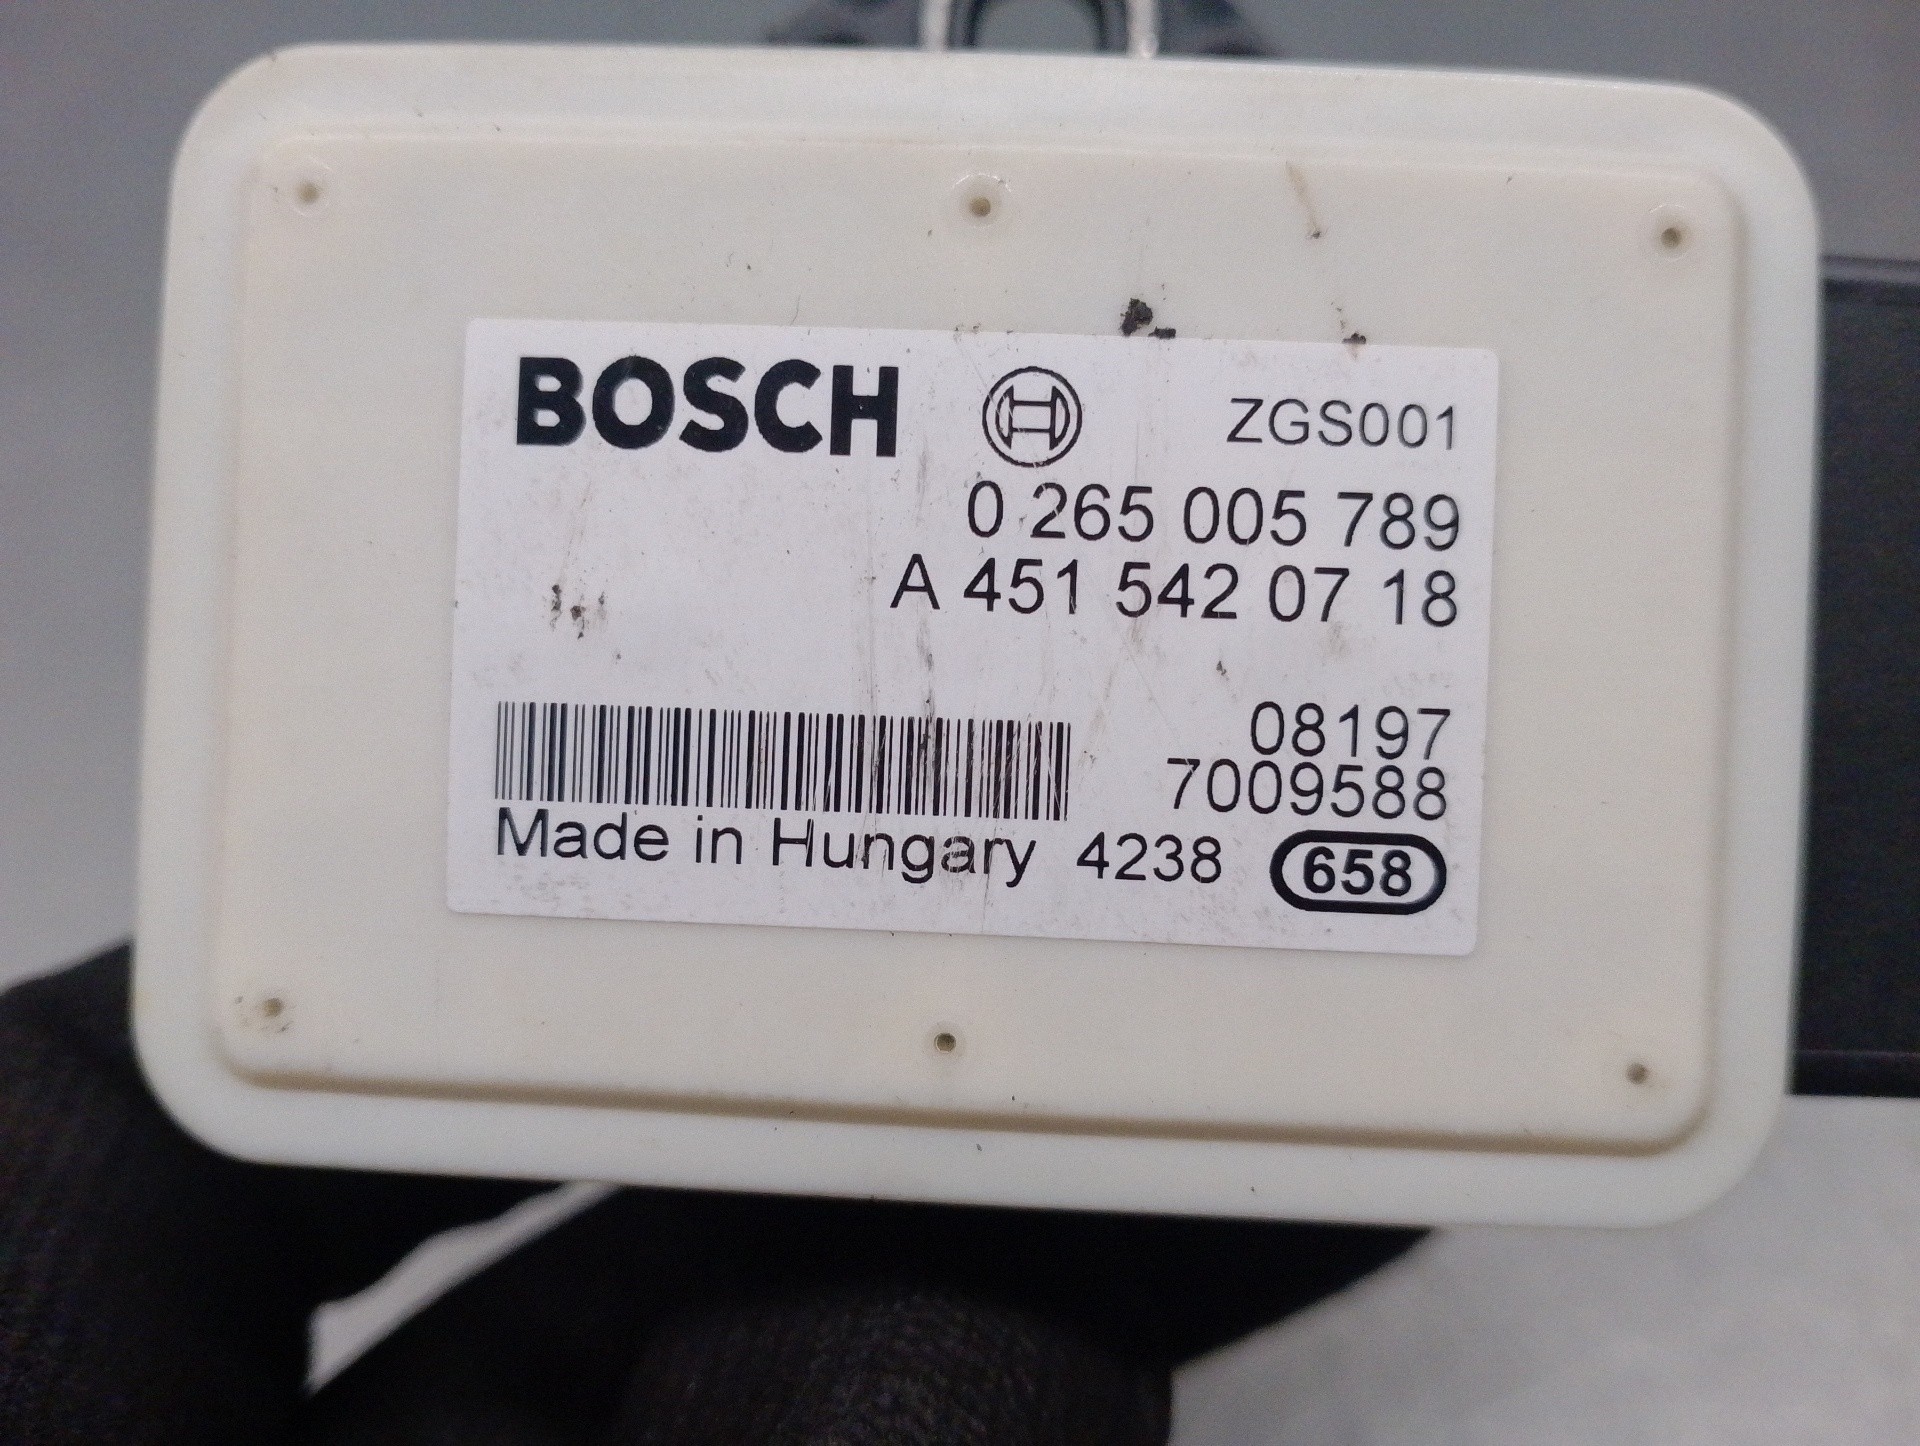 BOSCH ZGS001
0 265 005 789
A 451 542 07 18
08197
7009588
Made in Hungary 4238 658